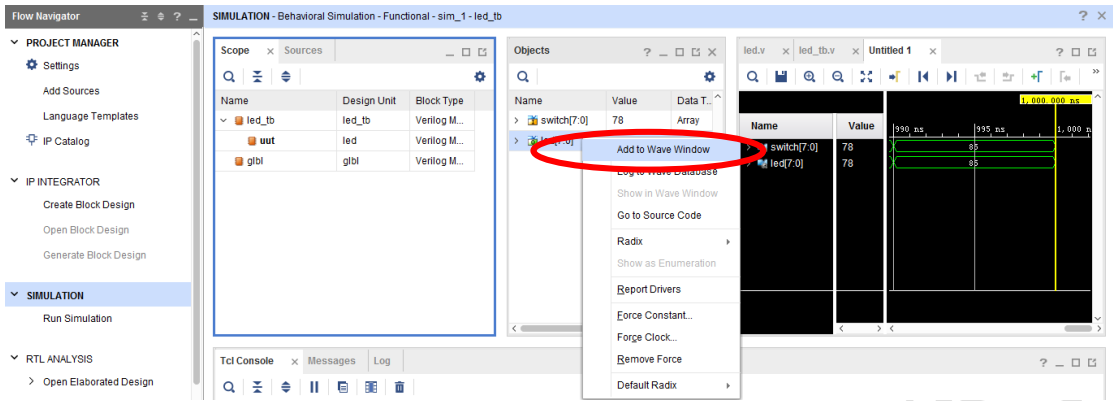 Flow Navigator
PROJECT MANAGER
Settings
Add Sources
Language Templates
IP Catalog
IP INTEGRATOR
Create Block Design
Open Block Design
Generate Block Design
SIMULATION
Run Simulation
RTL ANALYSIS
Open Elaborated Design
SIMULATION - Behavioral Simulation - Functional - sim_1 - led_tb
Scope Sources
Name Design Unit Block Type
led_tb led_tb Verilog M...
uut led Verilog M...
glbl glbl Verilog M...
Objects
Name Value Data T...
switch[7:0] 78 Array
Add to Wave Window
Log to Wave Database
Show in Wave Window
Go to Source Code
Radix
Show as Enumeration
Report Drivers
Force Constant...
Force Clock...
Remove Force
Default Radix
led.v led_tb.v Untitled 1
1,000.000 ns
Name Value
990 ns 995 ns 1,000 n
switch[7:0] 78 85
led[7:0] 78 85
Tcl Console Messages Log